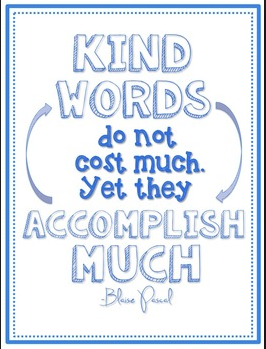 KIND
WORDS
do not
cost much.
Yet they
ACCOMPLISH
MUCH
-Blaise Pascal